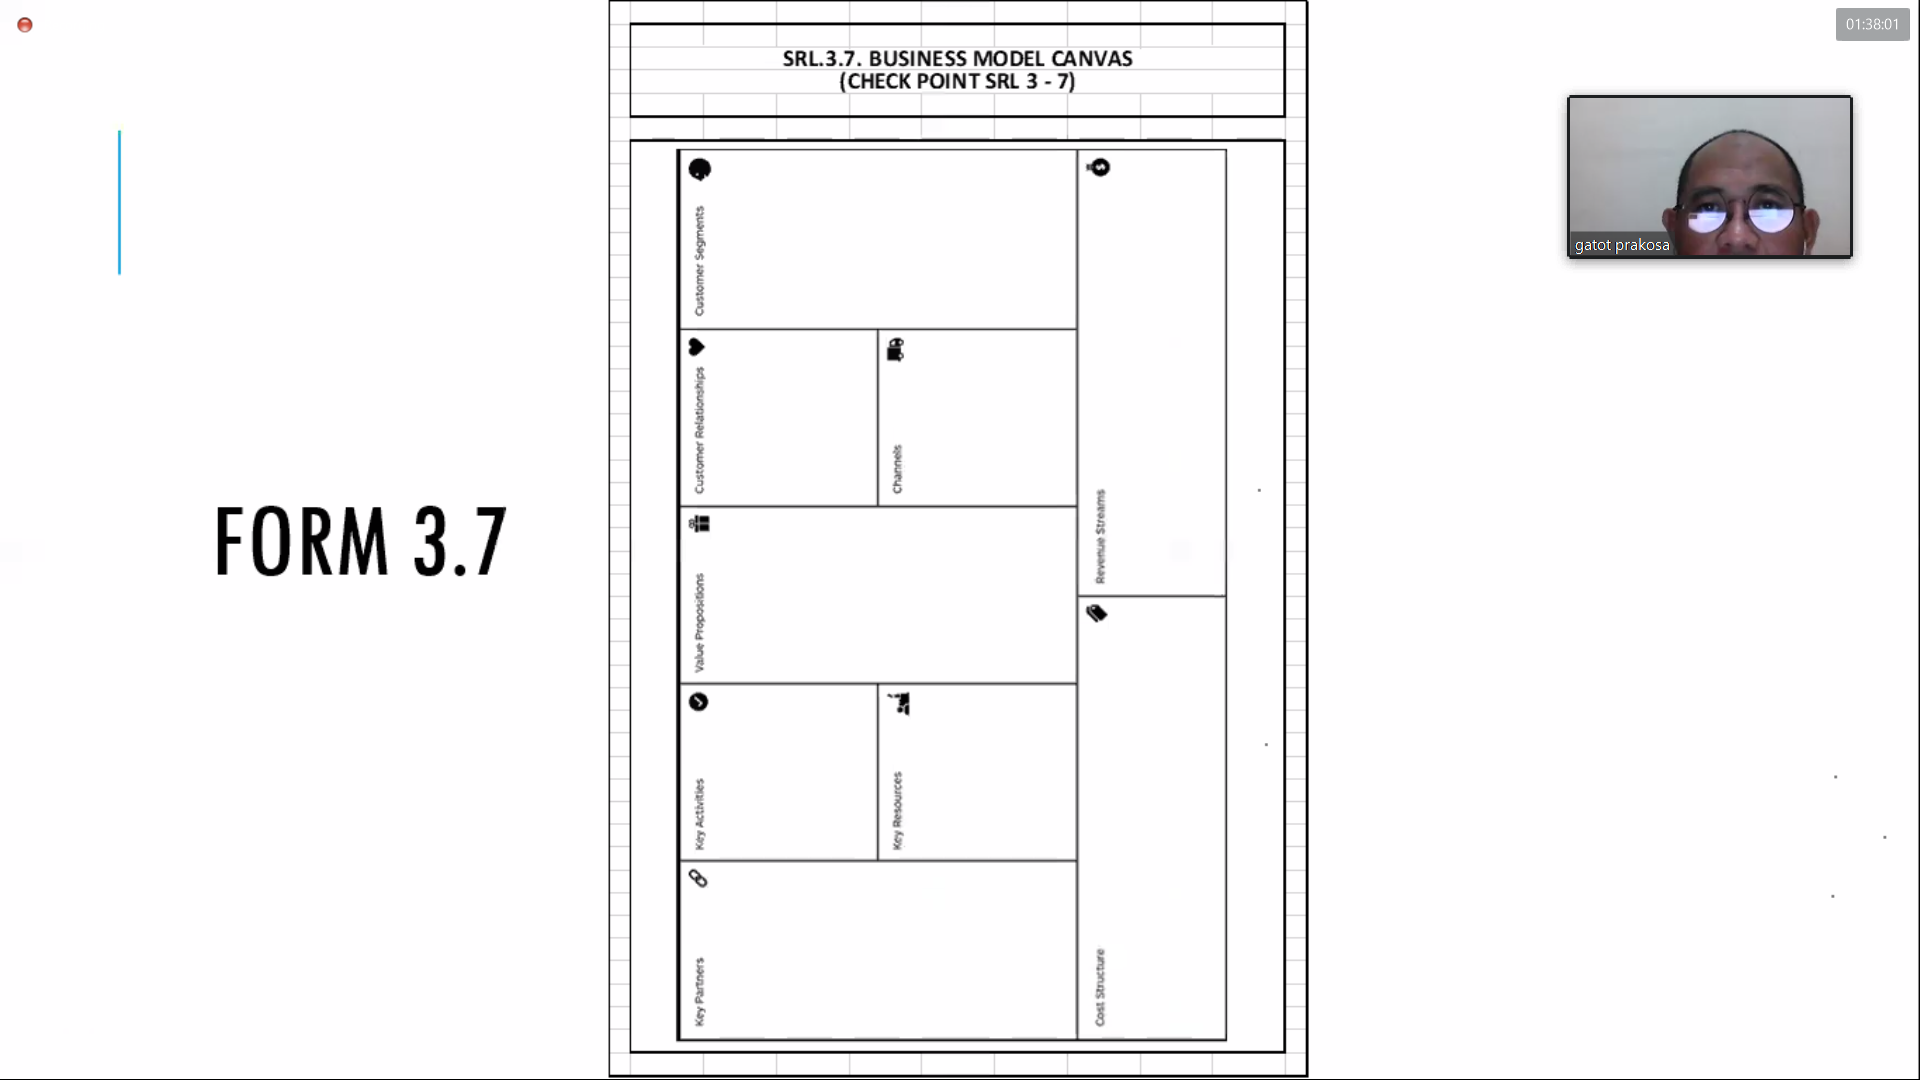 01:38:01
SRL.3.7. BUSINESS MODEL CANVAS
(CHECK POINT SRL 3 - 7)
gatot prakosa
FORM 3.7
Key Partners
Key Activities
Key Resources
Value Propositions
Customer Relationships
Channels
Customer Segments
Cost Structure
Revenue Streams